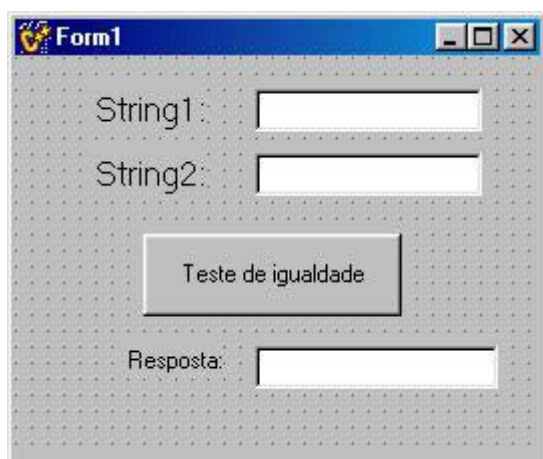 Form1
String1:
String2:
Teste de igualdade
Resposta: